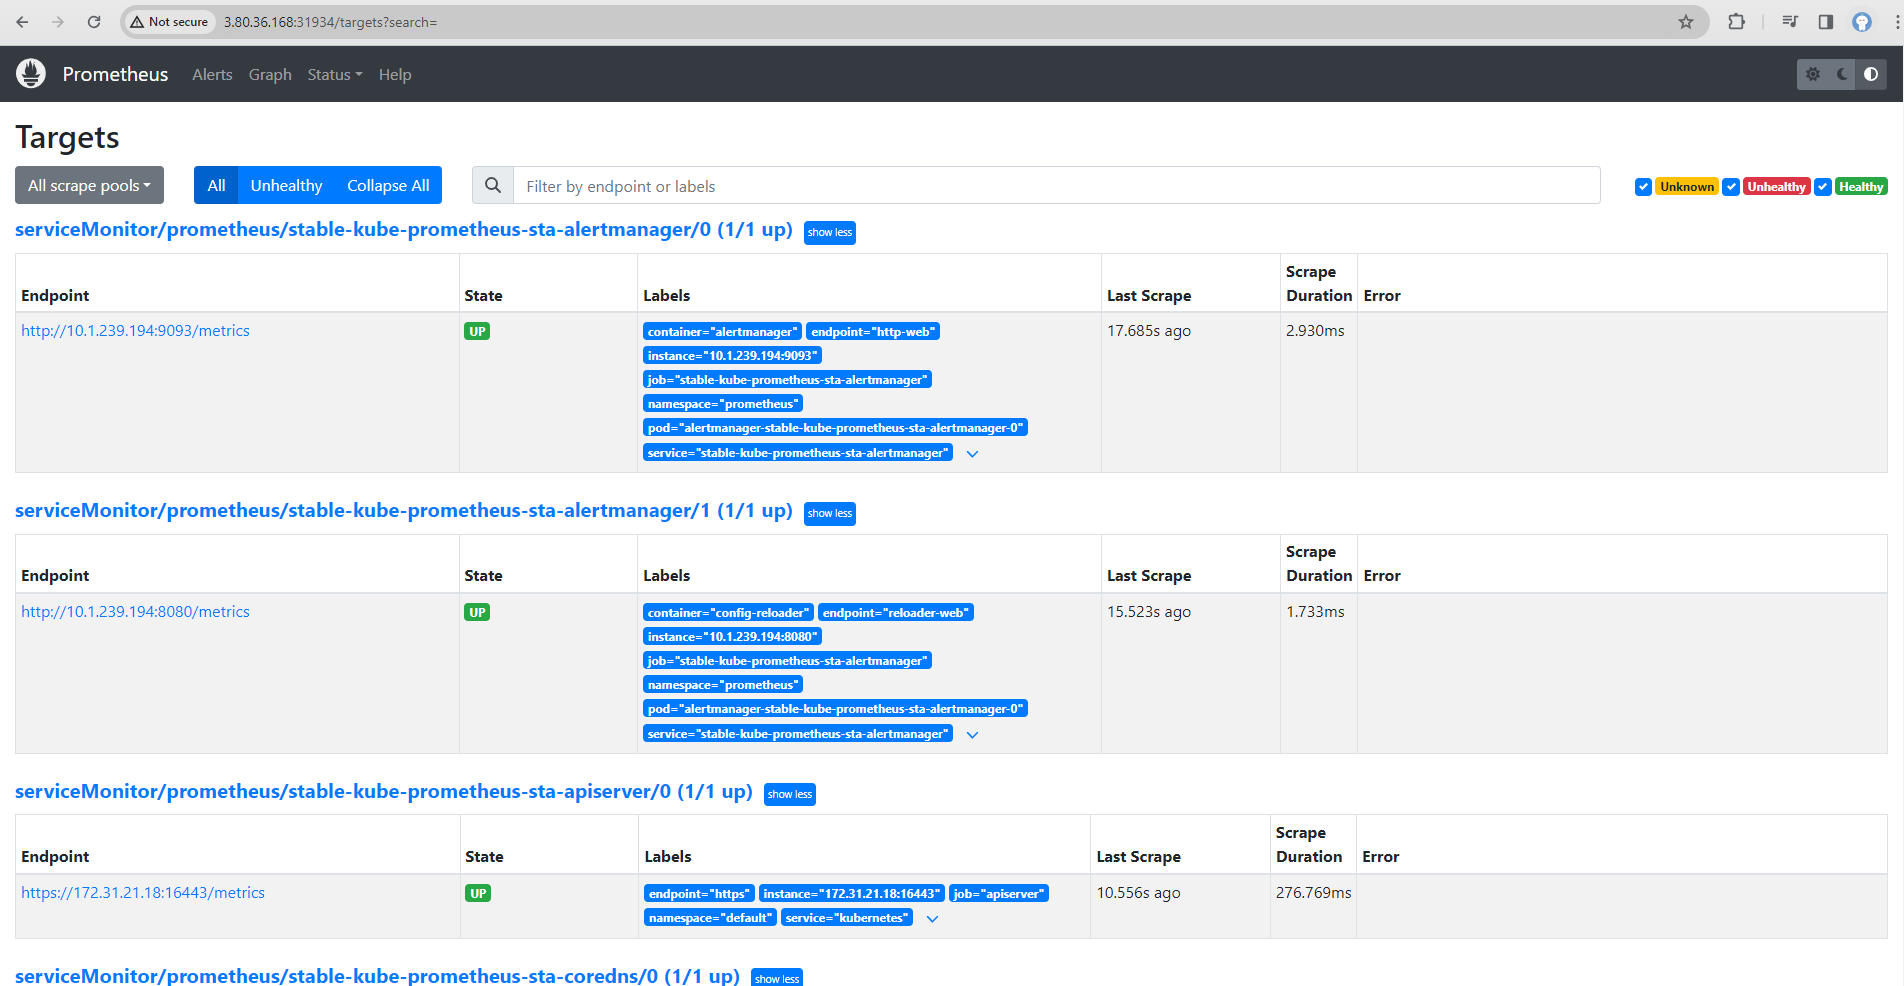 Not secure 3.80.36.168:31934/targets?search=
Prometheus Alerts Graph Status Help
Targets
All scrape pools All Unhealthy Collapse All Filter by endpoint or labels Unknown Unhealthy Healthy
serviceMonitor/prometheus/stable-kube-prometheus-sta-alertmanager/0 (1/1 up) show less
Endpoint State Labels Last Scrape Scrape Duration Error
http://10.1.239.194:9093/metrics UP container="alertmanager" endpoint="http-web" 17.685s ago 2.930ms
instance="10.1.239.194:9093"
job="stable-kube-prometheus-sta-alertmanager"
namespace="prometheus"
pod="alertmanager-stable-kube-prometheus-sta-alertmanager-0"
service="stable-kube-prometheus-sta-alertmanager"
serviceMonitor/prometheus/stable-kube-prometheus-sta-alertmanager/1 (1/1 up) show less
Endpoint State Labels Last Scrape Scrape Duration Error
http://10.1.239.194:8080/metrics UP container="config-reloader" endpoint="reloader-web" 15.523s ago 1.733ms
instance="10.1.239.194:8080"
job="stable-kube-prometheus-sta-alertmanager"
namespace="prometheus"
pod="alertmanager-stable-kube-prometheus-sta-alertmanager-0"
service="stable-kube-prometheus-sta-alertmanager"
serviceMonitor/prometheus/stable-kube-prometheus-sta-apiserver/0 (1/1 up) show less
Endpoint State Labels Last Scrape Scrape Duration Error
https://172.31.21.18:16443/metrics UP endpoint="https" instance="172.31.21.18:16443" job="apiserver" 10.556s ago 276.769ms
namespace="default" service="kubernetes"
serviceMonitor/prometheus/stable-kube-prometheus-sta-coredns/0 (1/1 up) show less